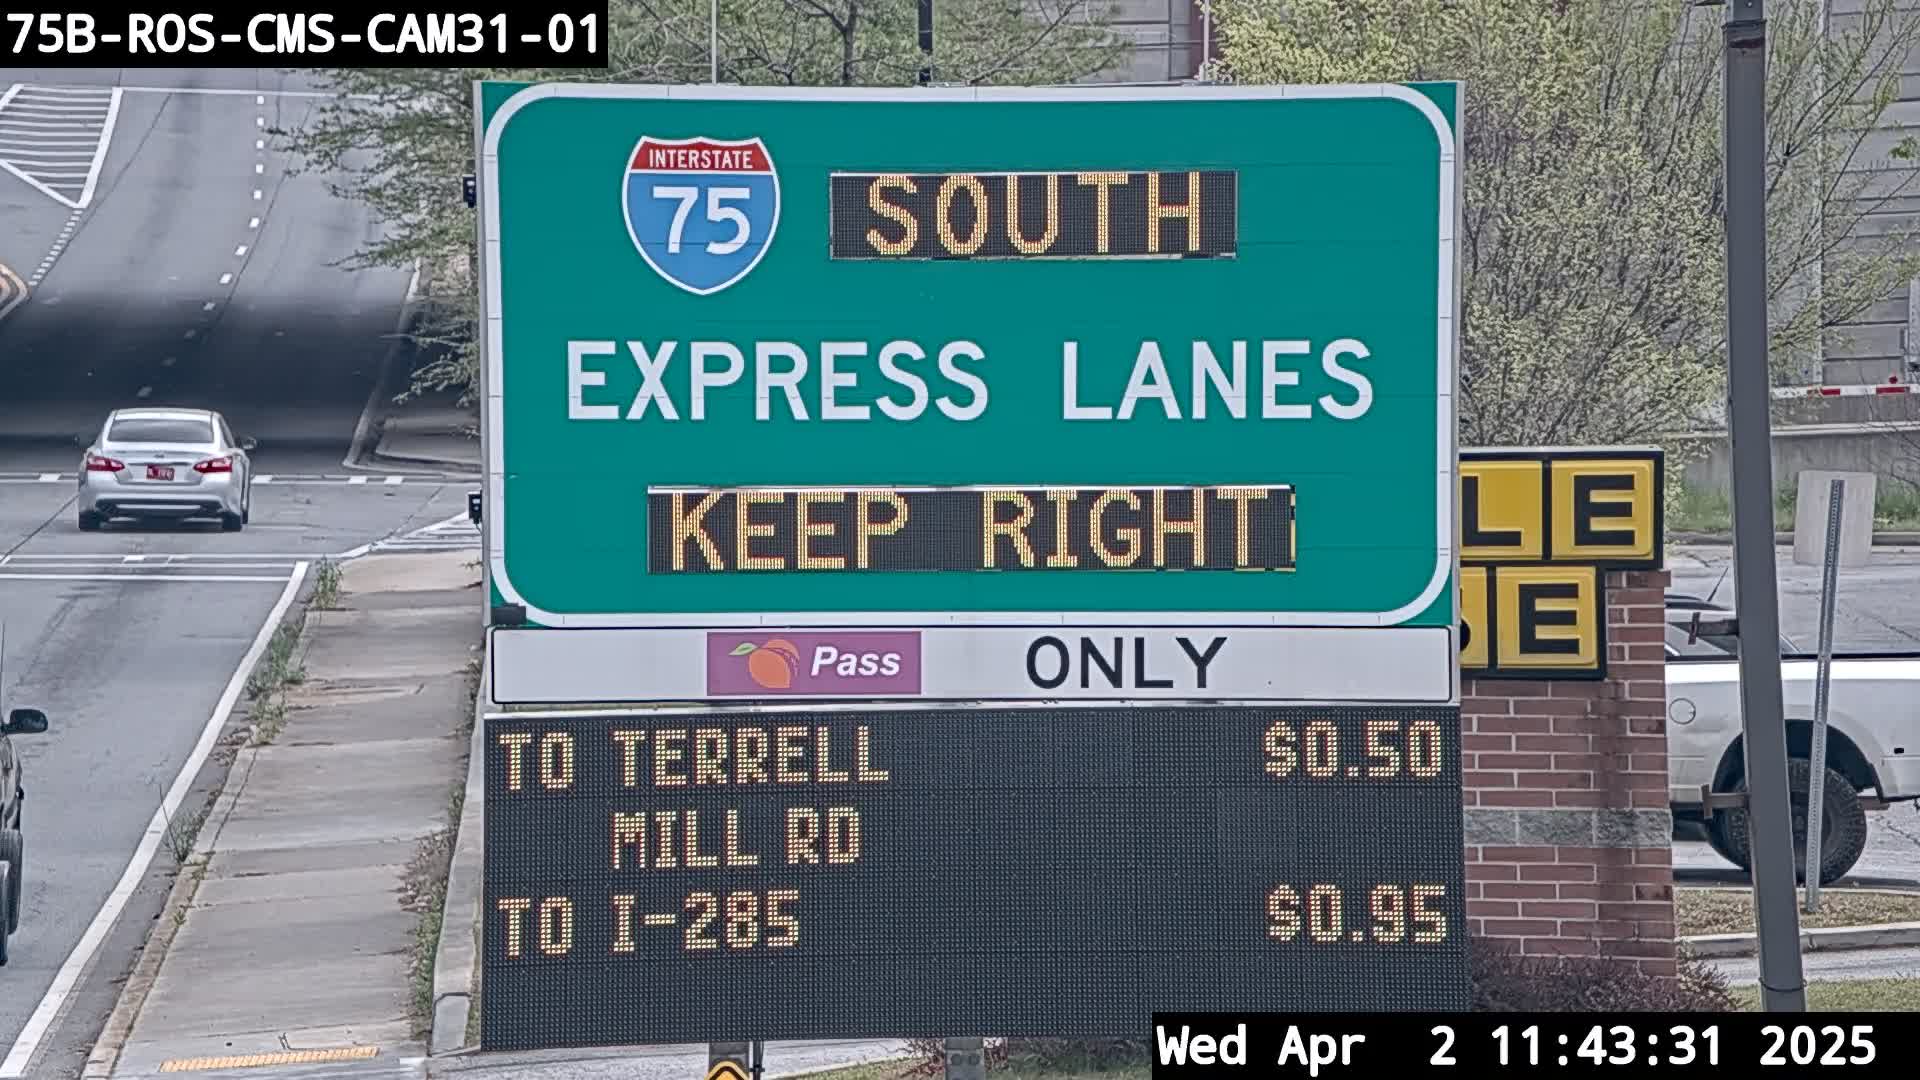 75B-ROS-CMS-CAM31-01
INTERSTATE
75
SOUTH
EXPRESS LANES
KEEP RIGHT
Pass ONLY
TO TERRELL $0.50
MILL RD
TO I-285 $0.95
LE
E
Wed Apr 2 11:43:31 2025